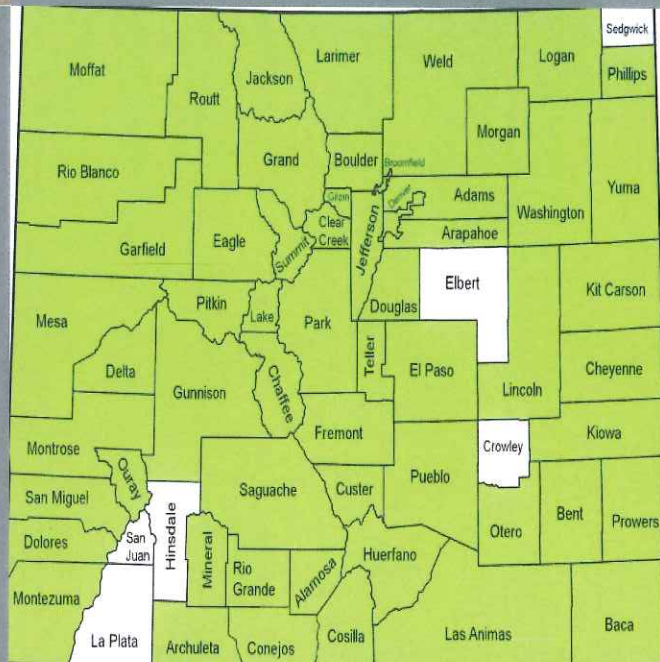 Sedgwick
Moffat
Routt
Jackson
Larimer
Weld
Logan
Phillips
Morgan
Rio Blanco
Grand
Boulder
Broomfield
Gilpin
Denver
Adams
Washington
Yuma
Garfield
Eagle
Summit
Clear
Creek
Jefferson
Arapahoe
Elbert
Kit Carson
Mesa
Pitkin
Lake
Park
Douglas
Teller
Delta
Gunnison
Chaffee
El Paso
Lincoln
Cheyenne
Montrose
Fremont
Crowley
Kiowa
Ouray
San Miguel
Saguache
Custer
Pueblo
Otero
Bent
Prowers
Dolores
San
Juan
Hinsdale
Mineral
Rio
Grande
Alamosa
Huerfano
Montezuma
La Plata
Archuleta
Conejos
Cosilla
Las Animas
Baca